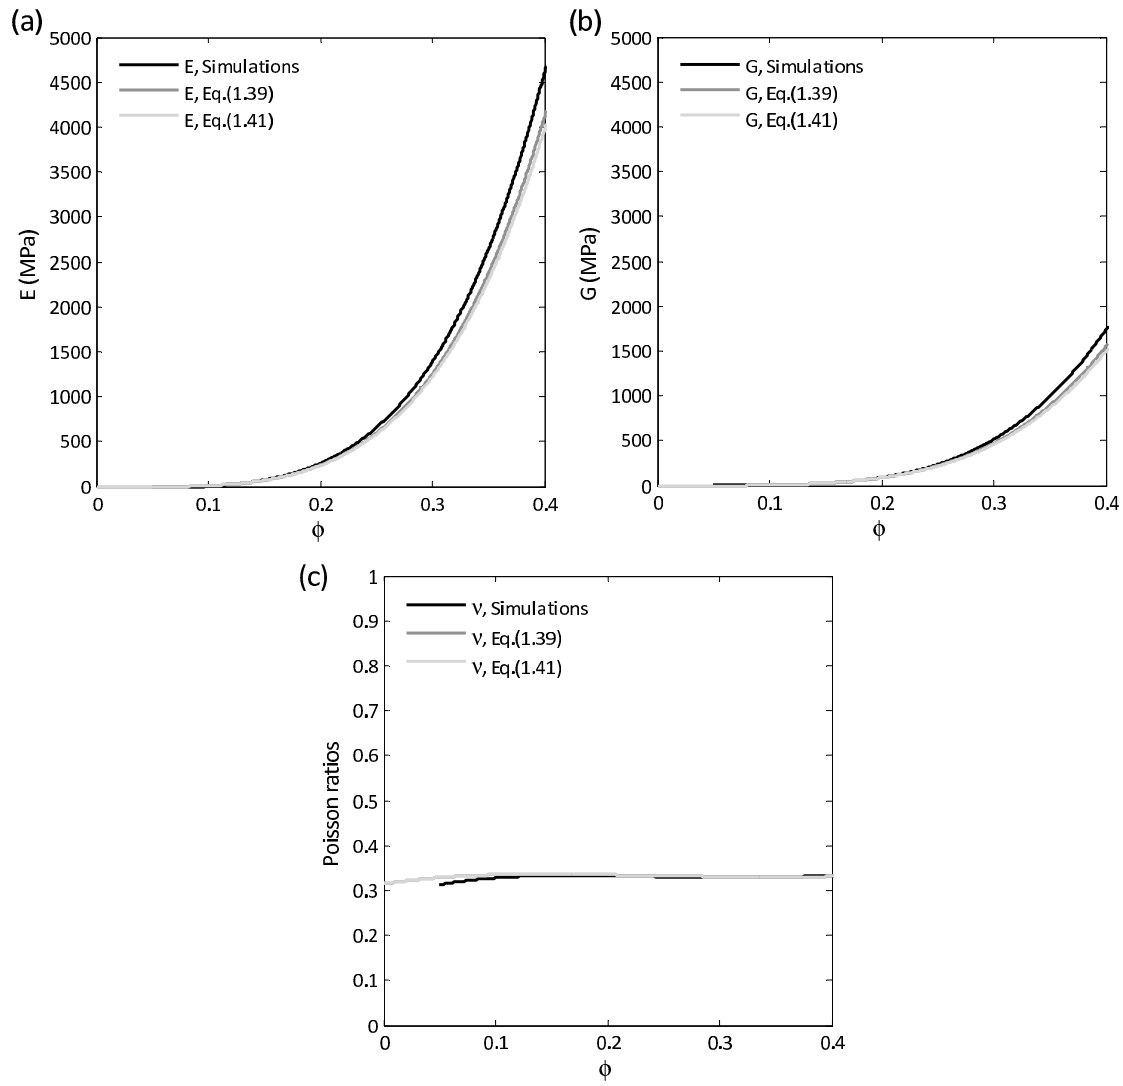 (a)
5000
4500
4000
3500
3000
2500
2000
1500
1000
500
0
E (MPa)
E, Simulations
E, Eq.(1.39)
E, Eq.(1.41)
0 0.1 0.2 0.3 0.4
ϕ
(b)
5000
4500
4000
3500
3000
2500
2000
1500
1000
500
0
G (MPa)
G, Simulations
G, Eq.(1.39)
G, Eq.(1.41)
0 0.1 0.2 0.3 0.4
ϕ
(c)
1
0.9
0.8
0.7
0.6
0.5
0.4
0.3
0.2
0.1
0
Poisson ratios
ν, Simulations
ν, Eq.(1.39)
ν, Eq.(1.41)
0 0.1 0.2 0.3 0.4
ϕ